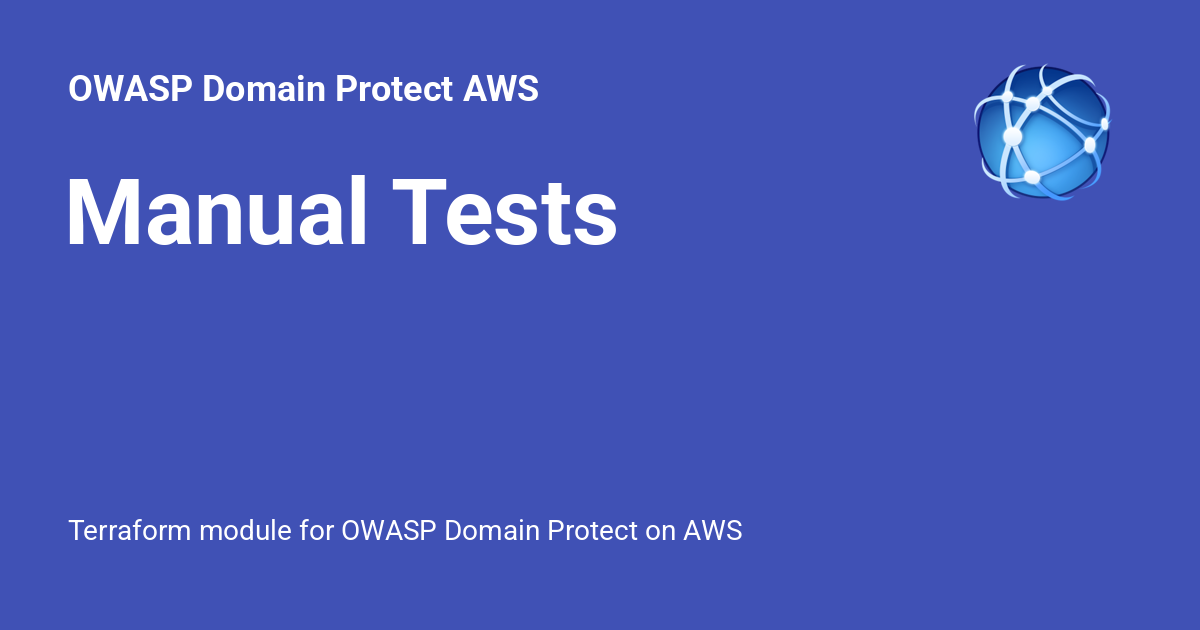 OWASP Domain Protect AWS
Manual Tests
Terraform module for OWASP Domain Protect on AWS